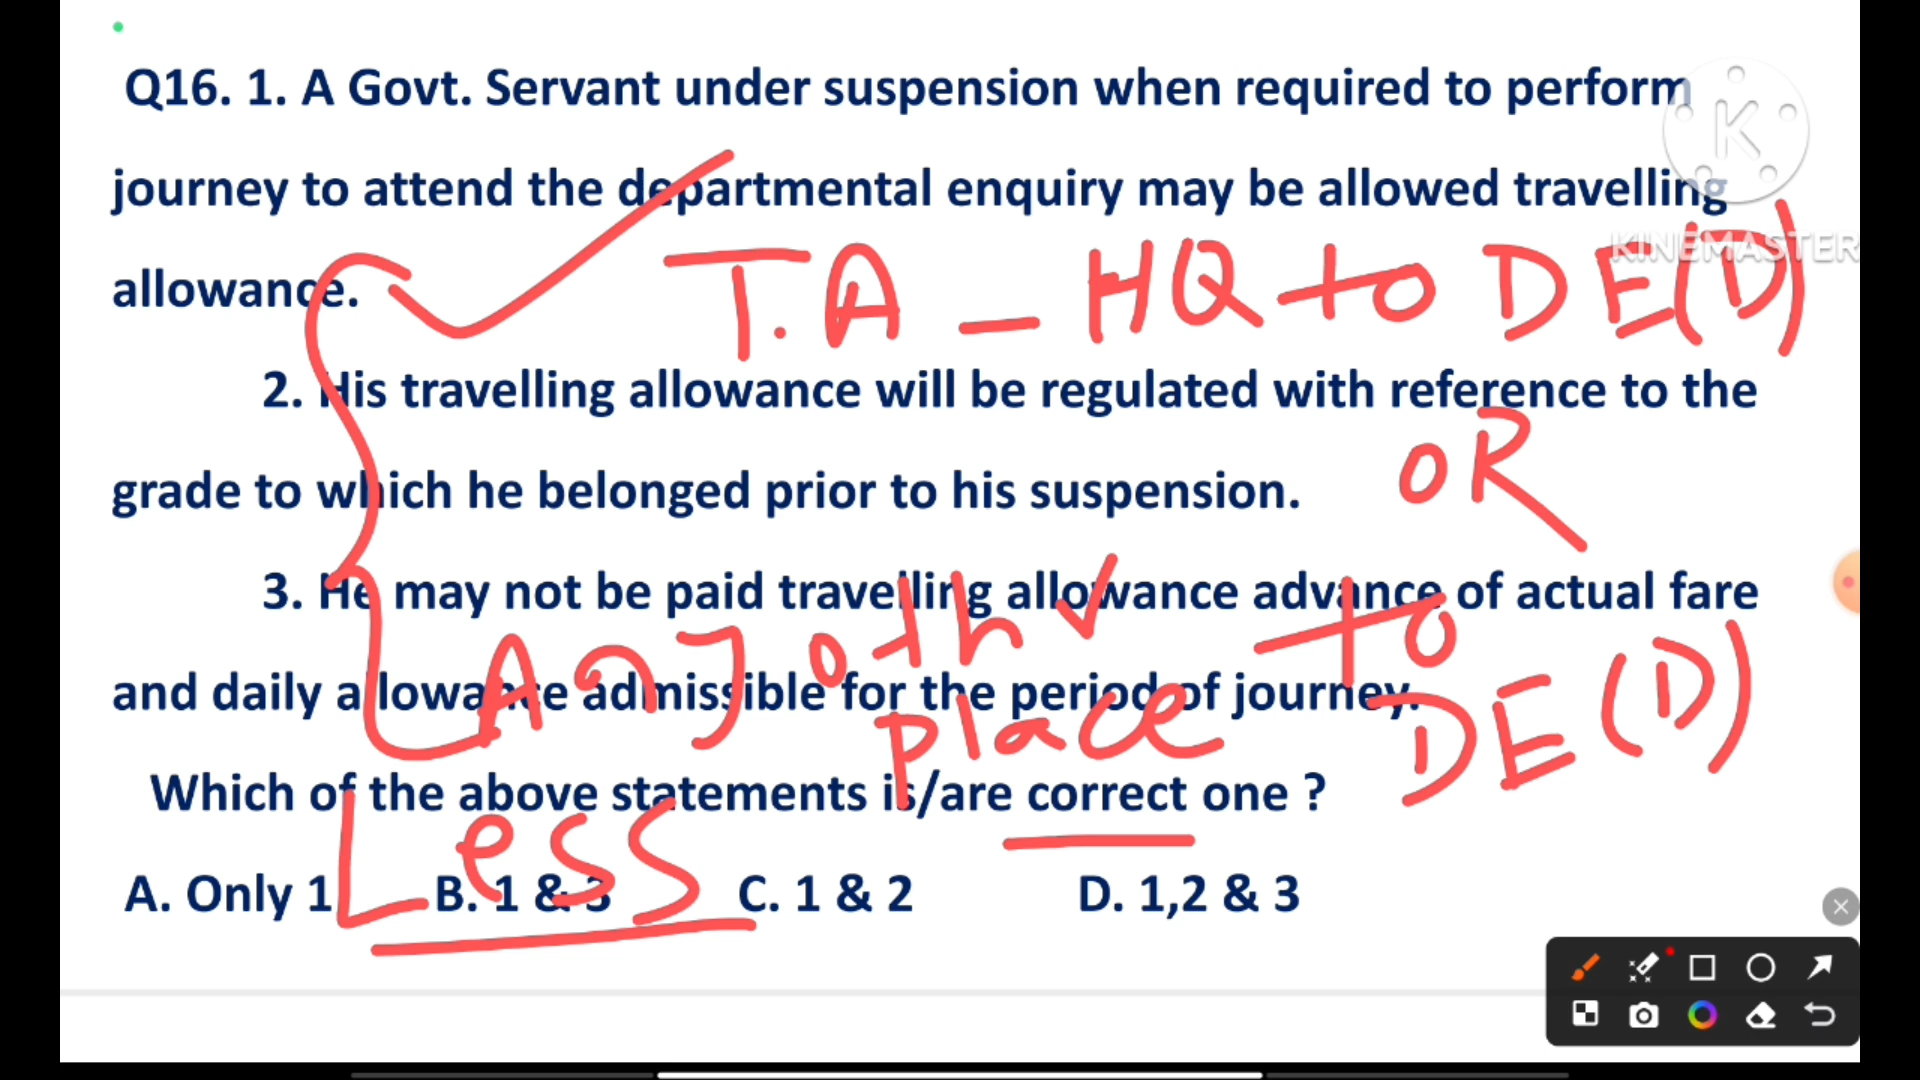 Q16. 1. A Govt. Servant under suspension when required to perform
journey to attend the departmental enquiry may be allowed travelling
allowance.
T.A - HQ to DE(D)
2. His travelling allowance will be regulated with reference to the
grade to which he belonged prior to his suspension.
OR
3. He may not be paid travelling allowance advance of actual fare
and daily allowance admissible for the period of journey.
Any oth place to DE(D)
Which of the above statements is/are correct one ?
Less
A. Only 1 B. 1 & 3 C. 1 & 2 D. 1,2 & 3
K
KINEMASTER